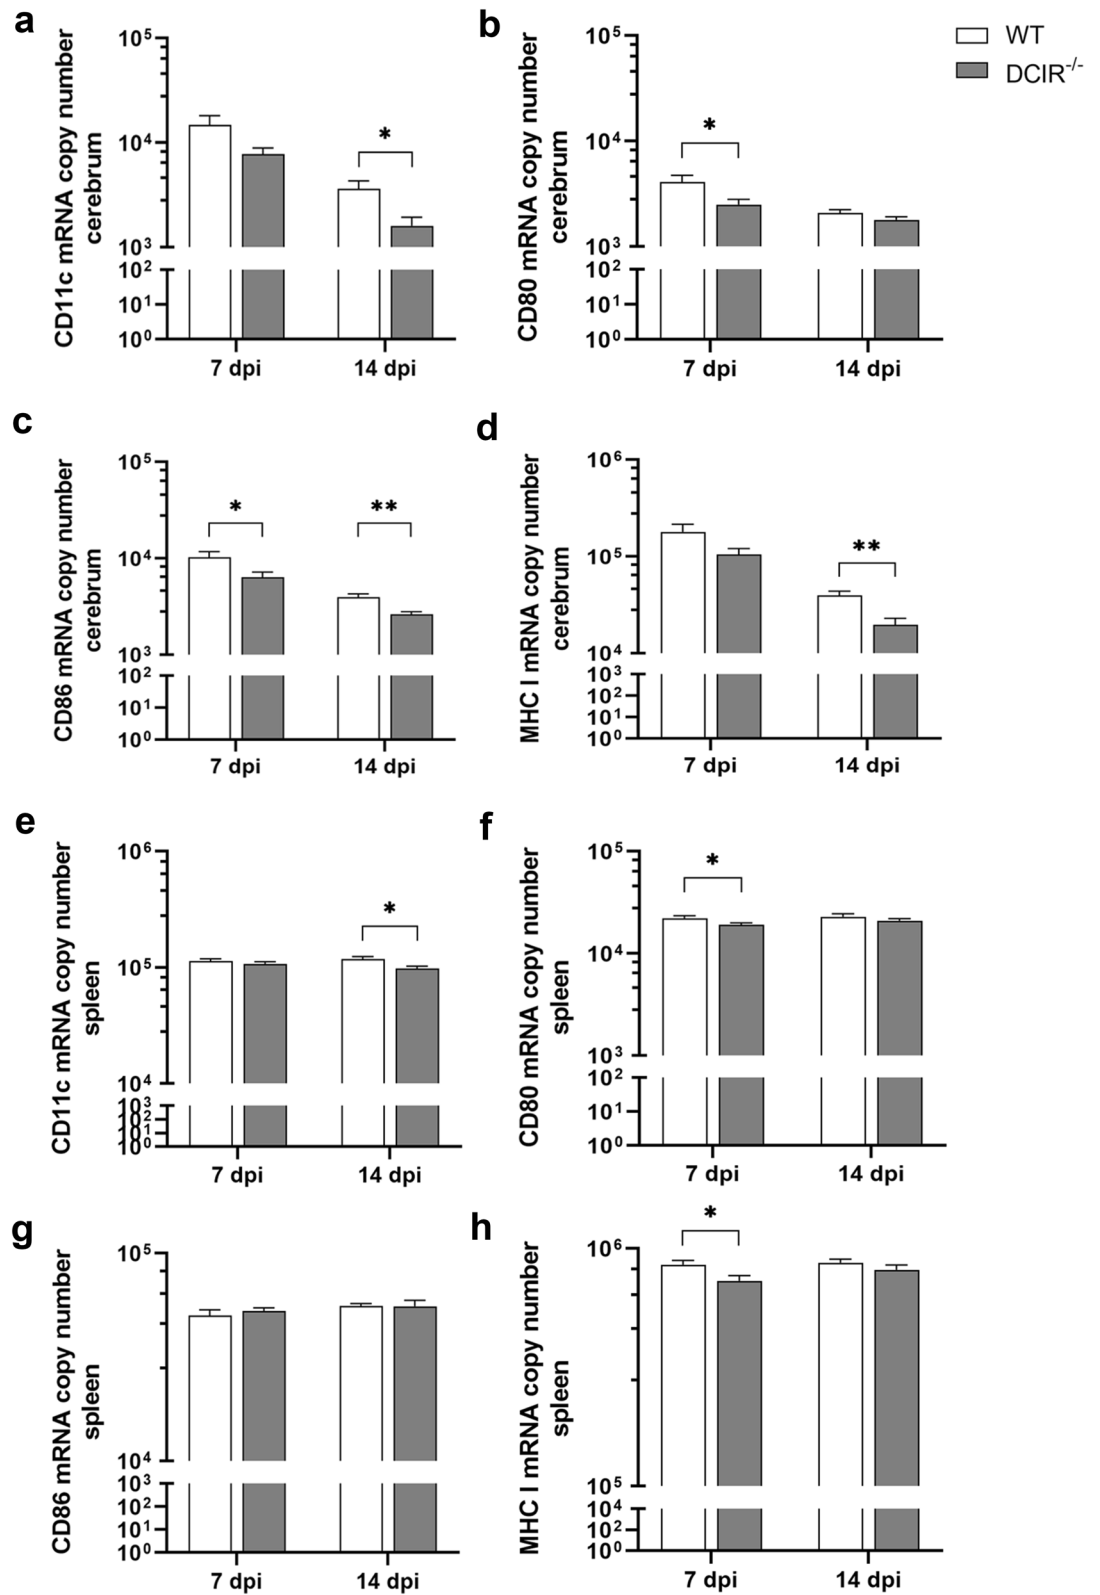 a
CD11c mRNA copy number
cerebrum
10⁵
10⁴
10³
10²
10¹
10⁰
*
7 dpi
14 dpi
b
CD80 mRNA copy number
cerebrum
10⁵
10⁴
10³
10²
10¹
10⁰
*
7 dpi
14 dpi
WT
DCIR⁻/⁻
c
CD86 mRNA copy number
cerebrum
10⁵
10⁴
10³
10²
10¹
10⁰
*
**
7 dpi
14 dpi
d
MHC I mRNA copy number
cerebrum
10⁶
10⁵
10⁴
10³
10²
10¹
10⁰
**
7 dpi
14 dpi
e
CD11c mRNA copy number
spleen
10⁶
10⁵
10⁴
10³
10²
10¹
10⁰
*
7 dpi
14 dpi
f
CD80 mRNA copy number
spleen
10⁵
10⁴
10³
10²
10¹
10⁰
*
7 dpi
14 dpi
g
CD86 mRNA copy number
spleen
10⁵
10⁴
10³
10²
10¹
10⁰
7 dpi
14 dpi
h
MHC I mRNA copy number
spleen
10⁶
10⁵
10⁴
10²
10⁰
*
7 dpi
14 dpi